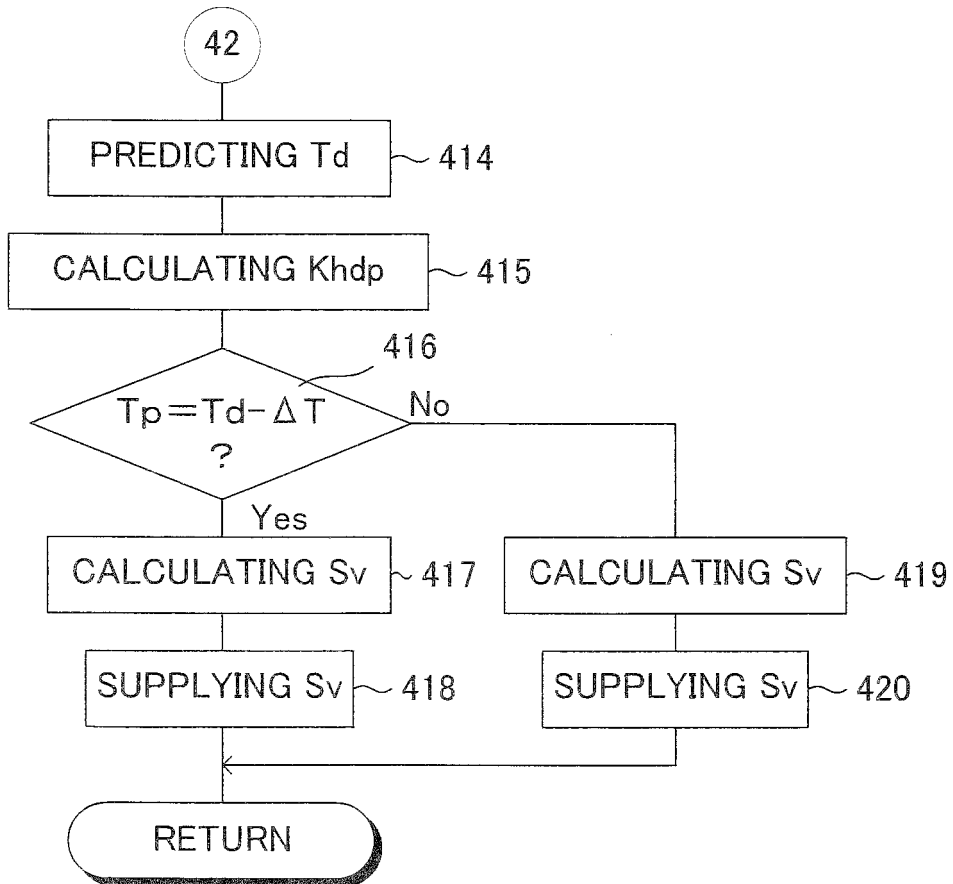 42
PREDICTING Td
414
CALCULATING Khdp
415
416
Tp=Td-ΔT
?
No
Yes
CALCULATING Sv
417
CALCULATING Sv
419
SUPPLYING Sv
418
SUPPLYING Sv
420
RETURN